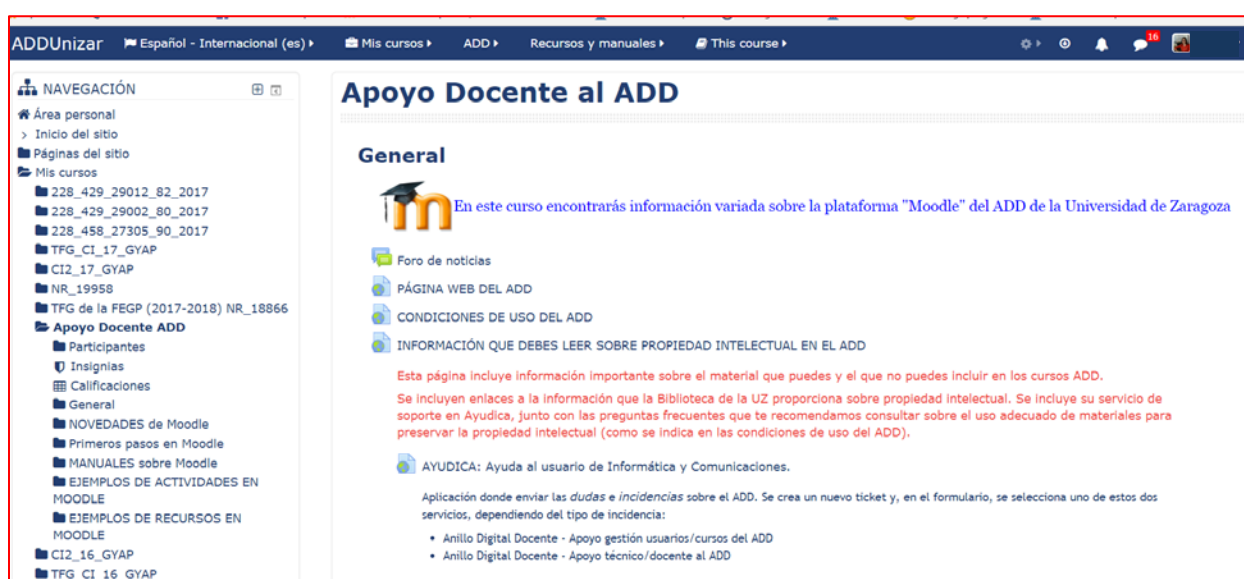 ADDUnizar Español - Internacional (es) Mis cursos ADD Recursos y manuales This course 16
NAVEGACIÓN
Área personal
Inicio del sitio
Páginas del sitio
Mis cursos
228_429_29012_82_2017
228_429_29002_80_2017
228_458_27305_90_2017
TFG_CI_17_GYAP
CI2_17_GYAP
NR_19958
TFG de la FEGP (2017-2018) NR_18866
Apoyo Docente ADD
Participantes
Insignias
Calificaciones
General
NOVEDADES de Moodle
Primeros pasos en Moodle
MANUALES sobre Moodle
EJEMPLOS DE ACTIVIDADES EN
MOODLE
EJEMPLOS DE RECURSOS EN
MOODLE
CI2_16_GYAP
TFG_CI_16_GYAP
Apoyo Docente al ADD
General
En este curso encontrarás información variada sobre la plataforma "Moodle" del ADD de la Universidad de Zaragoza
Foro de noticias
PÁGINA WEB DEL ADD
CONDICIONES DE USO DEL ADD
INFORMACIÓN QUE DEBES LEER SOBRE PROPIEDAD INTELECTUAL EN EL ADD
Esta página incluye información importante sobre el material que puedes y el que no puedes incluir en los cursos ADD.
Se incluyen enlaces a la información que la Biblioteca de la UZ proporciona sobre propiedad intelectual. Se incluye su servicio de
soporte en Ayudica, junto con las preguntas frecuentes que te recomendamos consultar sobre el uso adecuado de materiales para
preservar la propiedad intelectual (como se indica en las condiciones de uso del ADD).
AYUDICA: Ayuda al usuario de Informática y Comunicaciones.
Aplicación donde enviar las dudas e incidencias sobre el ADD. Se crea un nuevo ticket y, en el formulario, se selecciona uno de estos dos
servicios, dependiendo del tipo de incidencia:
• Anillo Digital Docente - Apoyo gestión usuarios/cursos del ADD
• Anillo Digital Docente - Apoyo técnico/docente al ADD